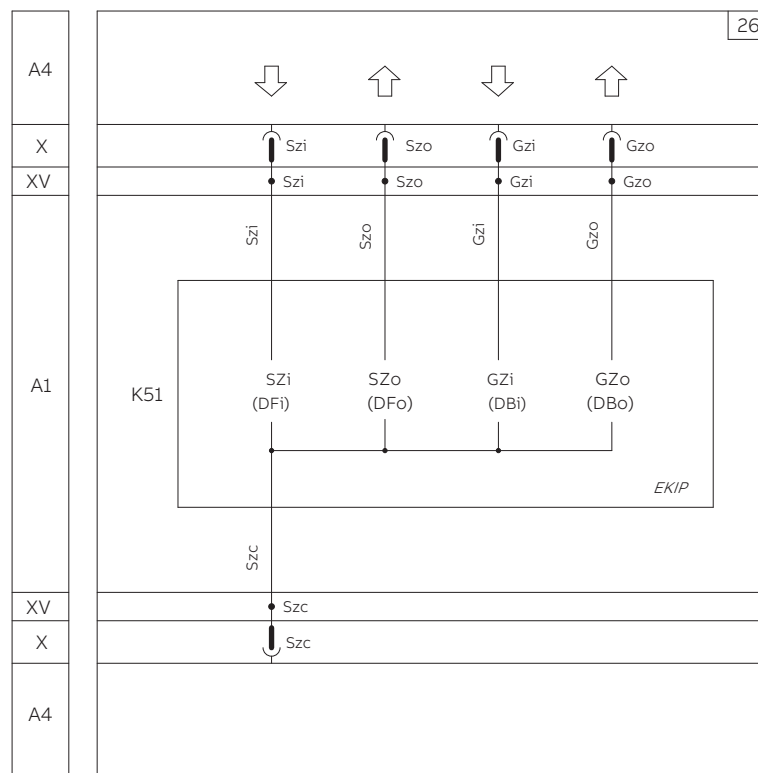 26
A4
X
Szi Szo Gzi Gzo
XV
Szi Szo Gzi Gzo
Szi Szo Gzi Gzo
A1
K51
SZi SZo GZi GZo
(DFi) (DFo) (DBi) (DBo)
EKIP
Szc
XV
Szc
X
Szc
A4